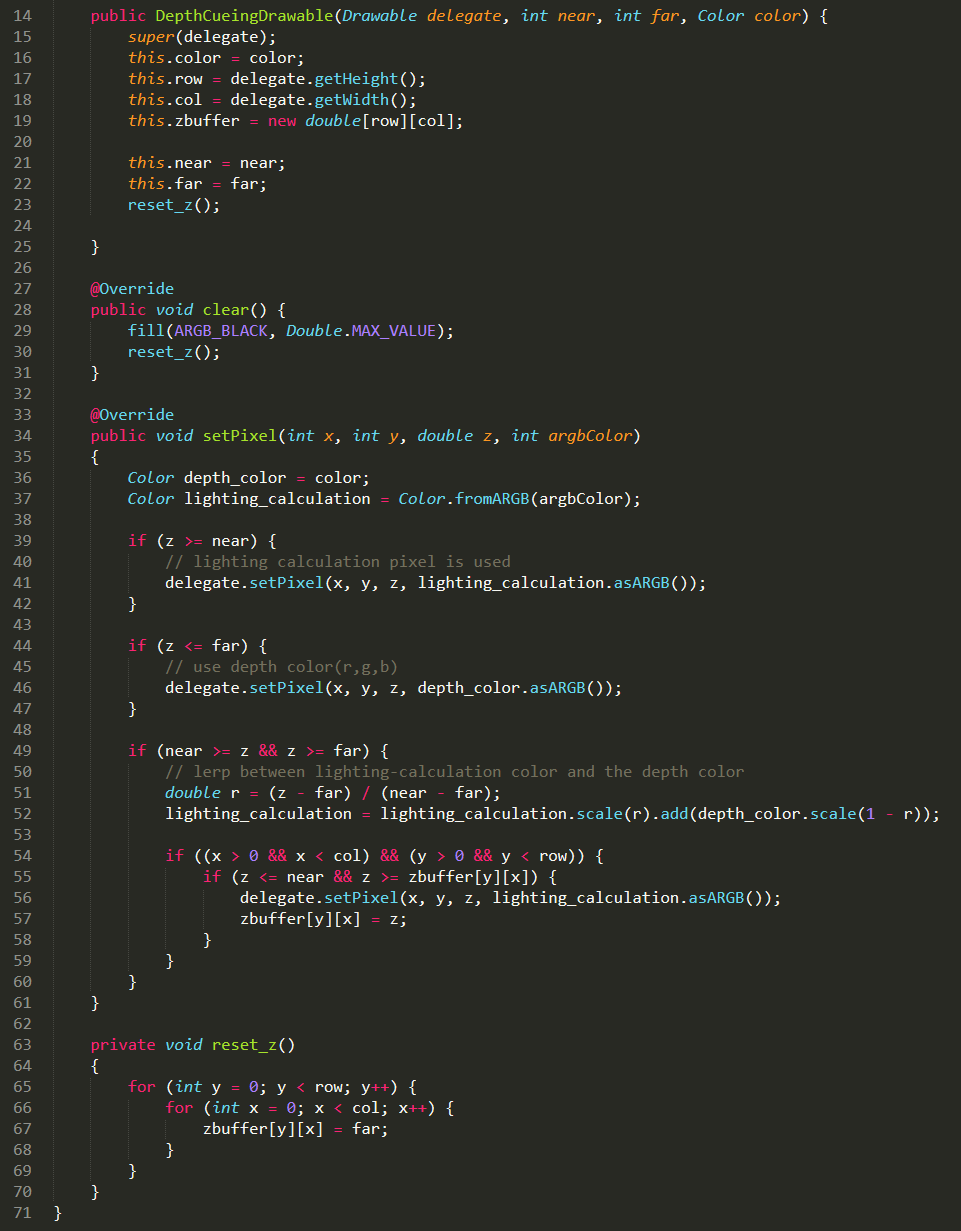 14 public DepthCueingDrawable(Drawable delegate, int near, int far, Color color) {
15 super(delegate);
16 this.color = color;
17 this.row = delegate.getHeight();
18 this.col = delegate.getWidth();
19 this.zbuffer = new double[row][col];
20
21 this.near = near;
22 this.far = far;
23 reset_z();
24
25 }
26
27 @Override
28 public void clear() {
29 fill(ARGB_BLACK, Double.MAX_VALUE);
30 reset_z();
31 }
32
33 @Override
34 public void setPixel(int x, int y, double z, int argbColor)
35 {
36 Color depth_color = color;
37 Color lighting_calculation = Color.fromARGB(argbColor);
38
39 if (z >= near) {
40 // lighting calculation pixel is used
41 delegate.setPixel(x, y, z, lighting_calculation.asARGB());
42 }
43
44 if (z <= far) {
45 // use depth color(r,g,b)
46 delegate.setPixel(x, y, z, depth_color.asARGB());
47 }
48
49 if (near >= z && z >= far) {
50 // lerp between lighting-calculation color and the depth color
51 double r = (z - far) / (near - far);
52 lighting_calculation = lighting_calculation.scale(r).add(depth_color.scale(1 - r));
53
54 if ((x > 0 && x < col) && (y > 0 && y < row)) {
55 if (z <= near && z >= zbuffer[y][x]) {
56 delegate.setPixel(x, y, z, lighting_calculation.asARGB());
57 zbuffer[y][x] = z;
58 }
59 }
60 }
61 }
62
63 private void reset_z()
64 {
65 for (int y = 0; y < row; y++) {
66 for (int x = 0; x < col; x++) {
67 zbuffer[y][x] = far;
68 }
69 }
70 }
71 }